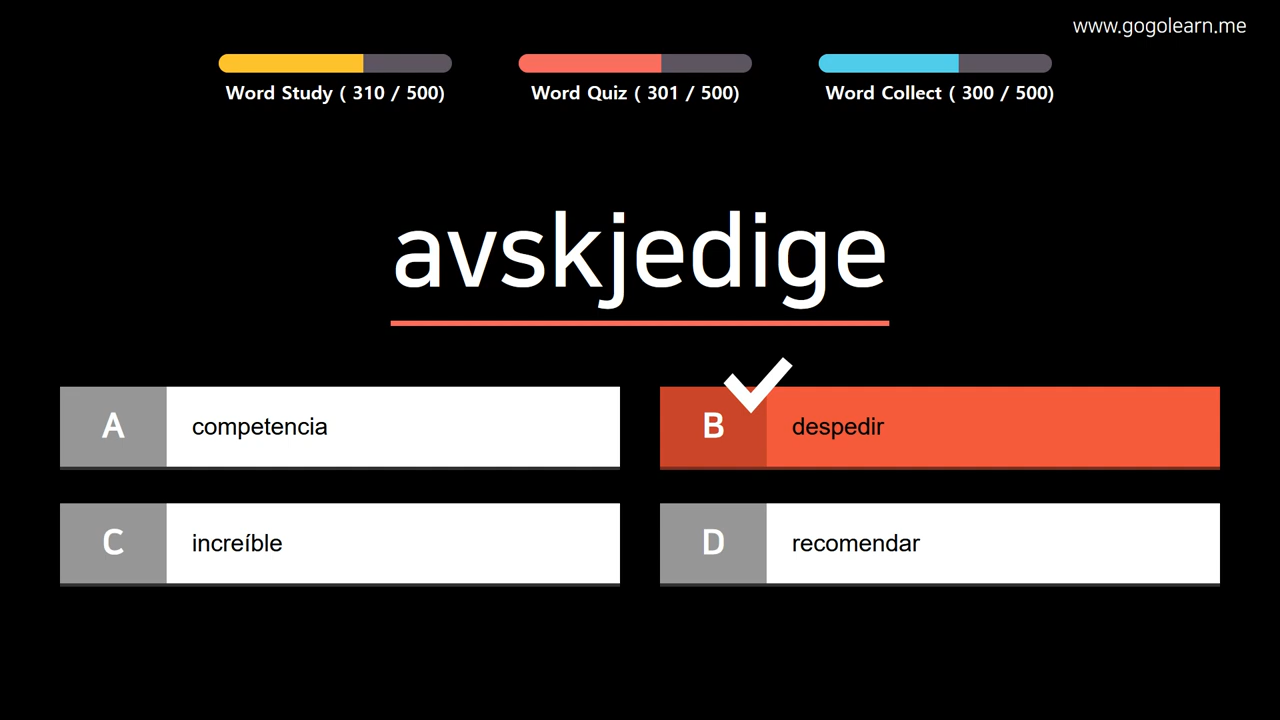 www.gogolearn.me
Word Study ( 310 / 500)
Word Quiz ( 301 / 500)
Word Collect ( 300 / 500)
avskjedige
A
competencia
B
despedir
C
increíble
D
recomendar